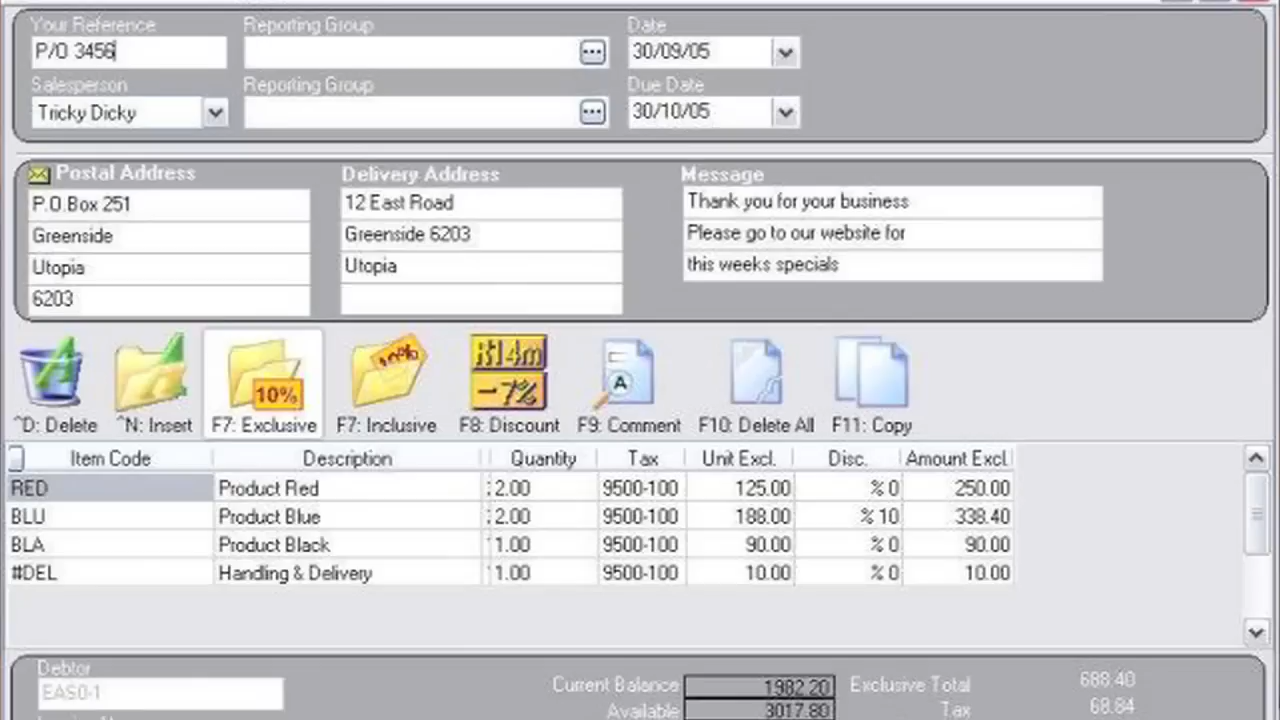 Your Reference Reporting Group Date
P/O 3456 30/09/05
Salesperson Reporting Group Due Date
Tricky Dicky 30/10/05
Postal Address Delivery Address Message
P.O.Box 251 12 East Road Thank you for your business
Greenside Greenside 6203 Please go to our website for
Utopia Utopia this weeks specials
6203
10% 10% 814m -7% A
^D: Delete ^N: Insert F7: Exclusive F7: Inclusive F8: Discount F9: Comment F10: Delete All F11: Copy
Item Code Description Quantity Tax Unit Excl. Disc. Amount Excl.
RED Product Red 2.00 9500-100 125.00 % 0 250.00
BLU Product Blue 2.00 9500-100 188.00 % 10 338.40
BLA Product Black 1.00 9500-100 90.00 % 0 90.00
#DEL Handling & Delivery 1.00 9500-100 10.00 % 0 10.00
Debtor
EAS0-1 Current Balance 1982.20 Exclusive Total 688.40
Available 3017.80 Tax 68.84